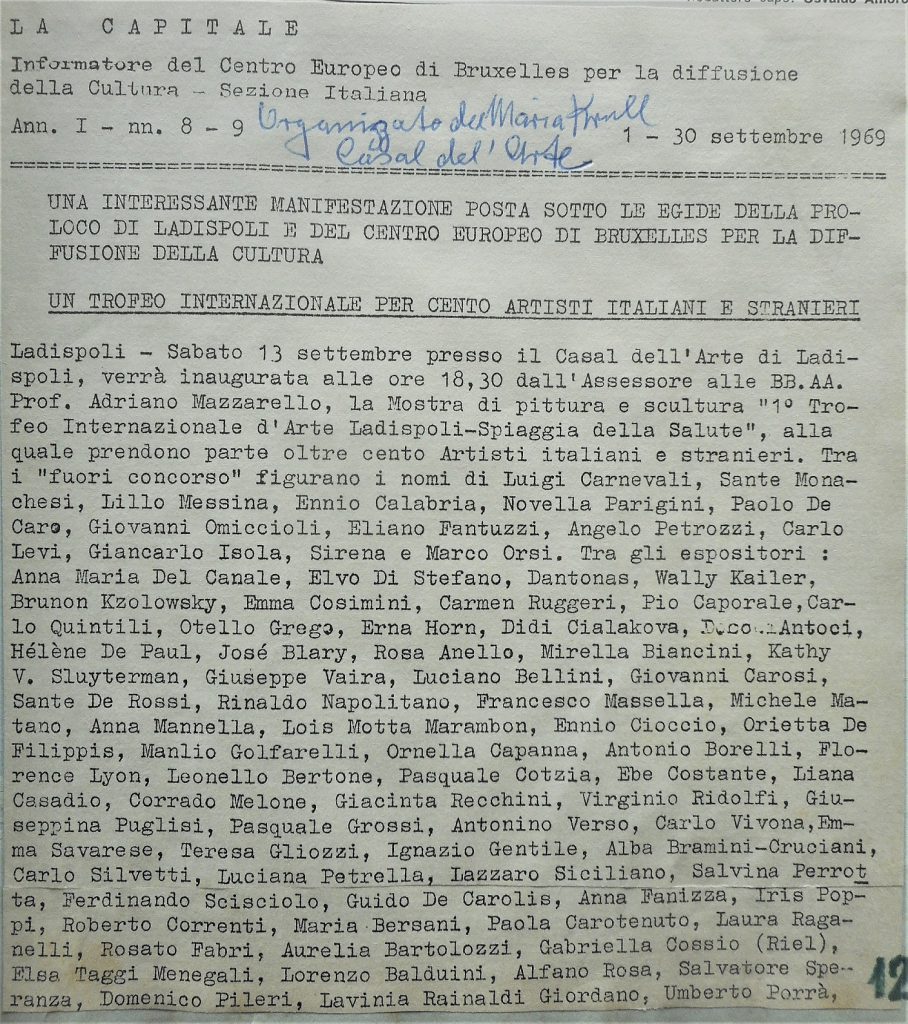 LA CAPITALE
Informatore del Centro Europeo di Bruxelles per la diffusione
della Cultura - Sezione Italiana
Ann. I - nn. 8 - 9 Organizzato da Maria
Casal del' Arte
1 - 30 settembre 1969
UNA INTERESSANTE MANIFESTAZIONE POSTA SOTTO LE EGIDE DELLA PRO-
LOCO DI LADISPOLI E DEL CENTRO EUROPEO DI BRUXELLES PER LA DIF-
FUSIONE DELLA CULTURA
UN TROFEO INTERNAZIONALE PER CENTO ARTISTI ITALIANI E STRANIERI
Ladispoli - Sabato 13 settembre presso il Casal dell'Arte di Ladi-
spoli, verrà inaugurata alle ore 18,30 dall'Assessore alle BB.AA.
Prof. Adriano Mazzarello, la Mostra di pittura e scultura "1° Tro-
feo Internazionale d'Arte Ladispoli-Spiaggia della Salute", alla
quale prendono parte oltre cento Artisti italiani e stranieri. Tra
i "fuori concorso" figurano i nomi di Luigi Carnevali, Sante Mona-
chesi, Lillo Messina, Ennio Calabria, Novella Parigini, Paolo De
Caro, Giovanni Omiccioli, Eliano Fantuzzi, Angelo Petrozzi, Carlo
Levi, Giancarlo Isola, Sirena e Marco Orsi. Tra gli espositori :
Anna Maria Del Canale, Elvo Di Stefano, Dantonas, Wally Kailer,
Brunon Kzolowsky, Emma Cosimini, Carmen Ruggeri, Pio Caporale,Car-
lo Quintili, Otello Grego, Erna Horn, Didi Cialakova, Antoci,
Hélène De Paul, José Blary, Rosa Anello, Mirella Biancini, Kathy
V. Sluyterman, Giuseppe Vaira, Luciano Bellini, Giovanni Carosi,
Sante De Rossi, Rinaldo Napolitano, Francesco Massella, Michele Ma-
tano, Anna Mannella, Lois Motta Marambon, Ennio Cioccio, Orietta De
Filippis, Manlio Golfarelli, Ornella Capanna, Antonio Borelli, Flo-
rence Lyon, Leonello Bertone, Pasquale Cotzia, Ebe Costante, Liana
Casadio, Corrado Melone, Giacinta Recchini, Virginio Ridolfi, Giu-
seppina Puglisi, Pasquale Grossi, Antonino Verso, Carlo Vivona,Em-
ma Savarese, Teresa Gliozzi, Ignazio Gentile, Alba Bramini-Cruciani,
Carlo Silvetti, Luciana Petrella, Lazzaro Siciliano, Salvina Perrot
ta, Ferdinando Scisciolo, Guido De Carolis, Anna Fanizza, Iris Pop-
pi, Roberto Correnti, Maria Bersani, Paola Carotenuto, Laura Raga-
nelli, Rosato Fabri, Aurelia Bartolozzi, Gabriella Cossio (Riel),
Elsa Taggi Menegali, Lorenzo Balduini, Alfano Rosa, Salvatore Spe-
ranza, Domenico Pileri, Lavinia Rainaldi Giordano, Umberto Porrà,
12